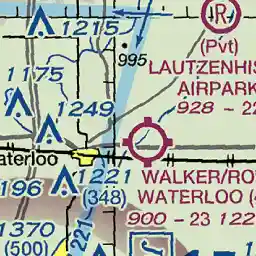 1215
R
(Pvt)
995
LAUTZENHIS
AIRPARK
928 - 22
1175
1249
aterloo
WALKER/RO
WATERLOO (
900 - 23 122
196
1221
(348)
1370
(500)
221